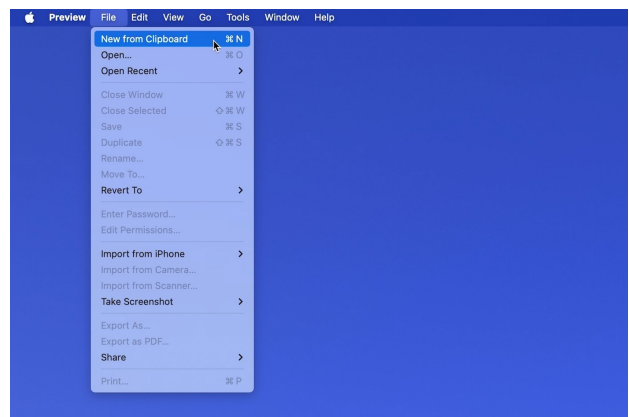 Preview File Edit View Go Tools Window Help
New from Clipboard ⌘ N
Open... ⌘ O
Open Recent >
Close Window ⌘ W
Close Selected ⇧ ⌘ W
Save ⌘ S
Duplicate ⇧ ⌘ S
Rename...
Move To...
Revert To >
Enter Password...
Edit Permissions...
Import from iPhone >
Import from Camera...
Import from Scanner...
Take Screenshot >
Export As...
Export as PDF...
Share >
Print... ⌘ P